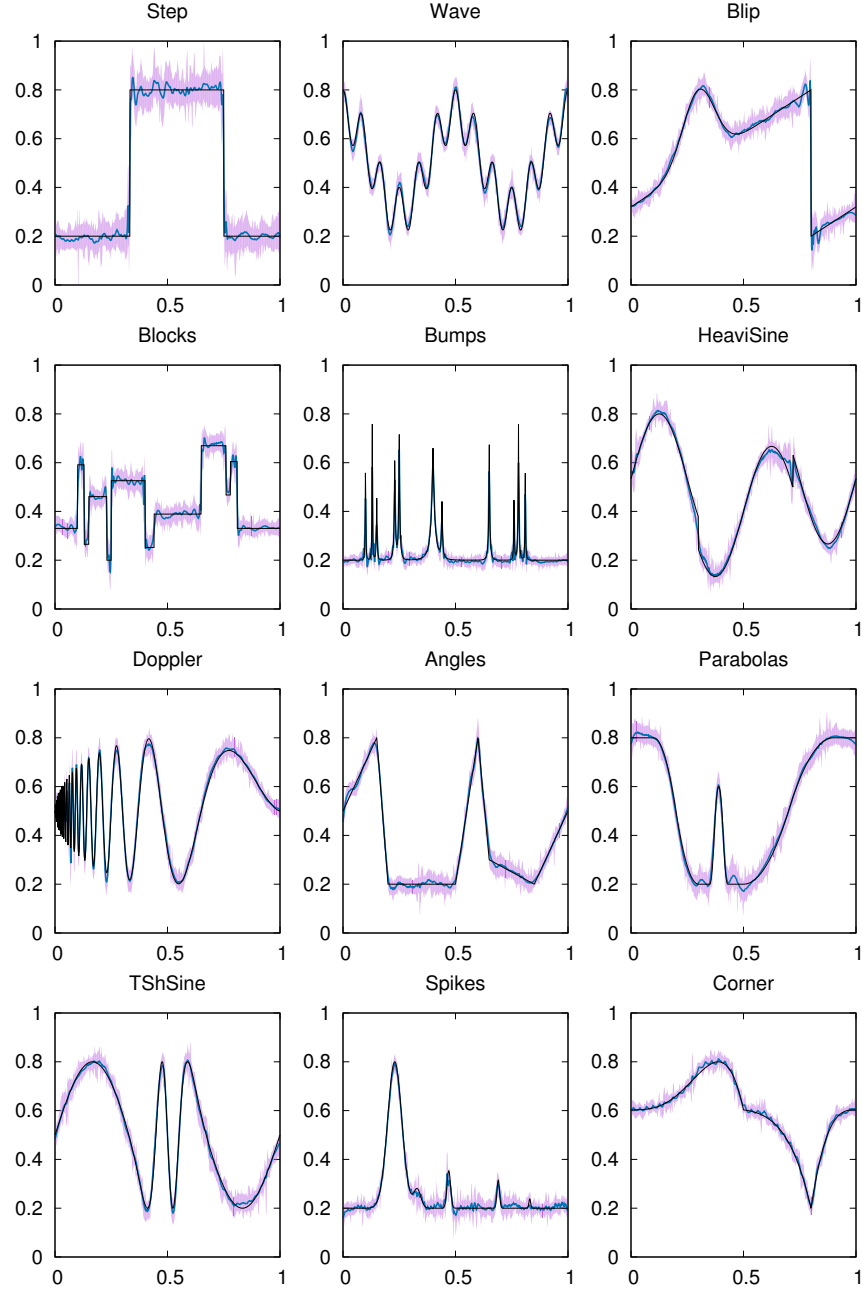 Step Wave Blip
1 1 1
0.8 0.8 0.8
0.6 0.6 0.6
0.4 0.4 0.4
0.2 0.2 0.2
0 0 0
0 0.5 1 0 0.5 1 0 0.5 1
Blocks Bumps HeaviSine
1 1 1
0.8 0.8 0.8
0.6 0.6 0.6
0.4 0.4 0.4
0.2 0.2 0.2
0 0 0
0 0.5 1 0 0.5 1 0 0.5 1
Doppler Angles Parabolas
1 1 1
0.8 0.8 0.8
0.6 0.6 0.6
0.4 0.4 0.4
0.2 0.2 0.2
0 0 0
0 0.5 1 0 0.5 1 0 0.5 1
TShSine Spikes Corner
1 1 1
0.8 0.8 0.8
0.6 0.6 0.6
0.4 0.4 0.4
0.2 0.2 0.2
0 0 0
0 0.5 1 0 0.5 1 0 0.5 1